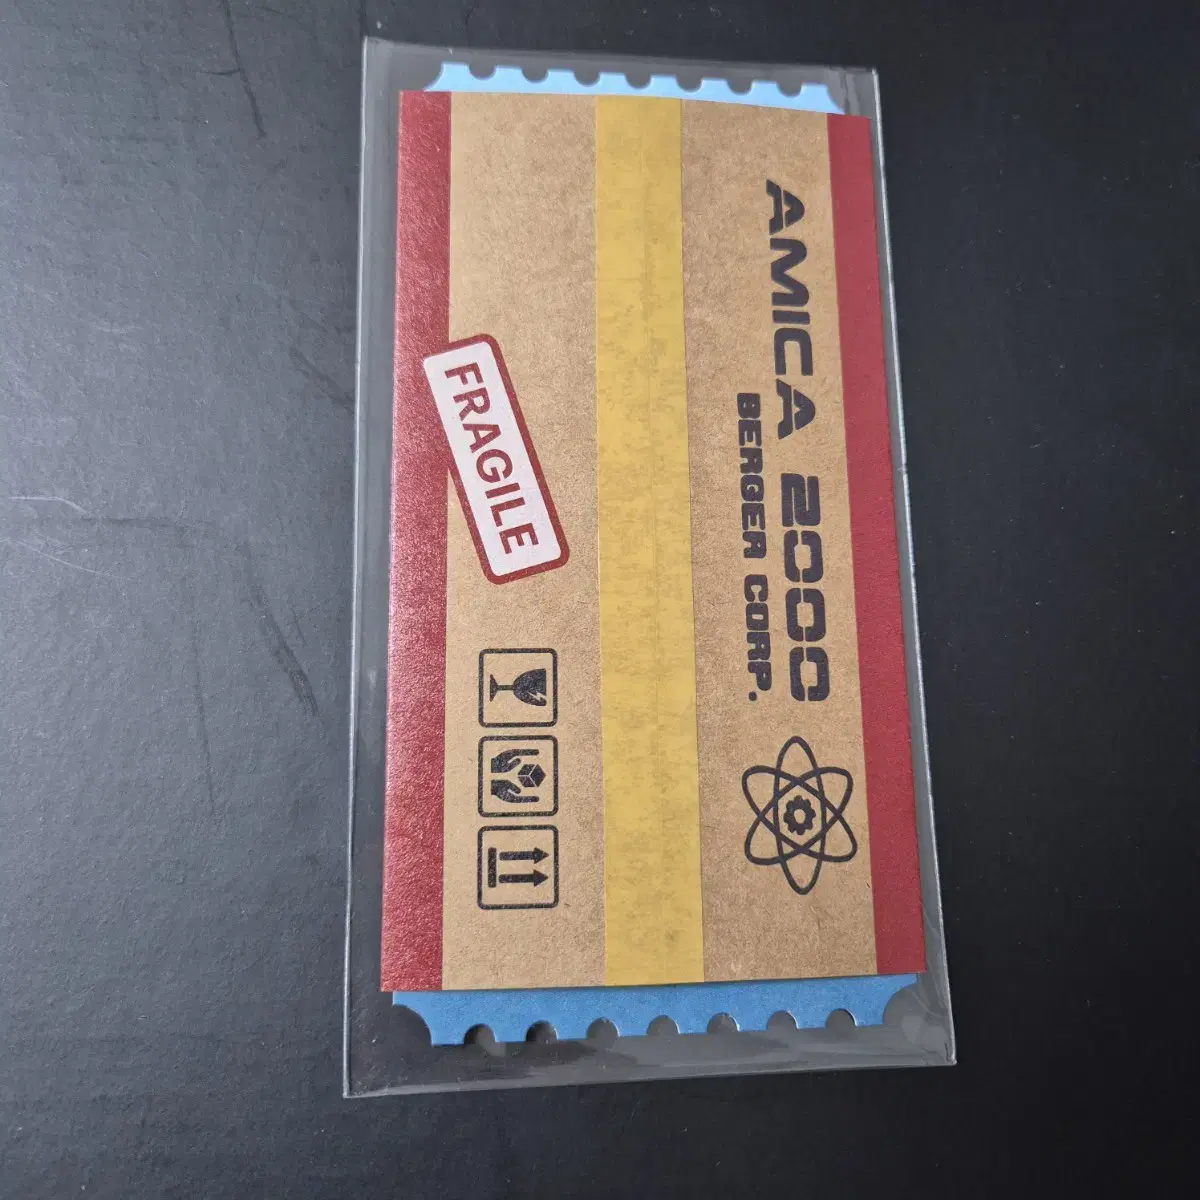 AMICA 2000
BERGER CORP.
FRAGILE